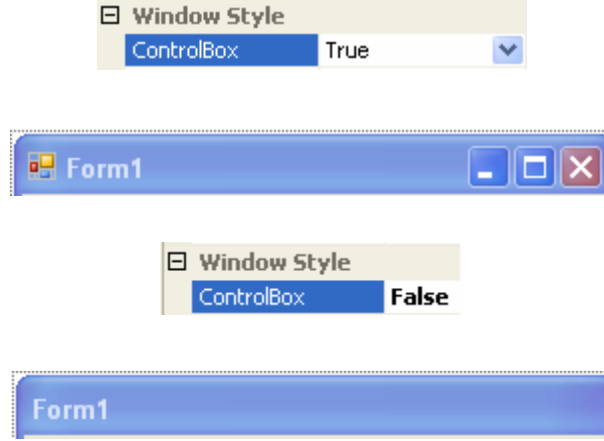 Window Style
ControlBox True
Form1
Window Style
ControlBox False
Form1